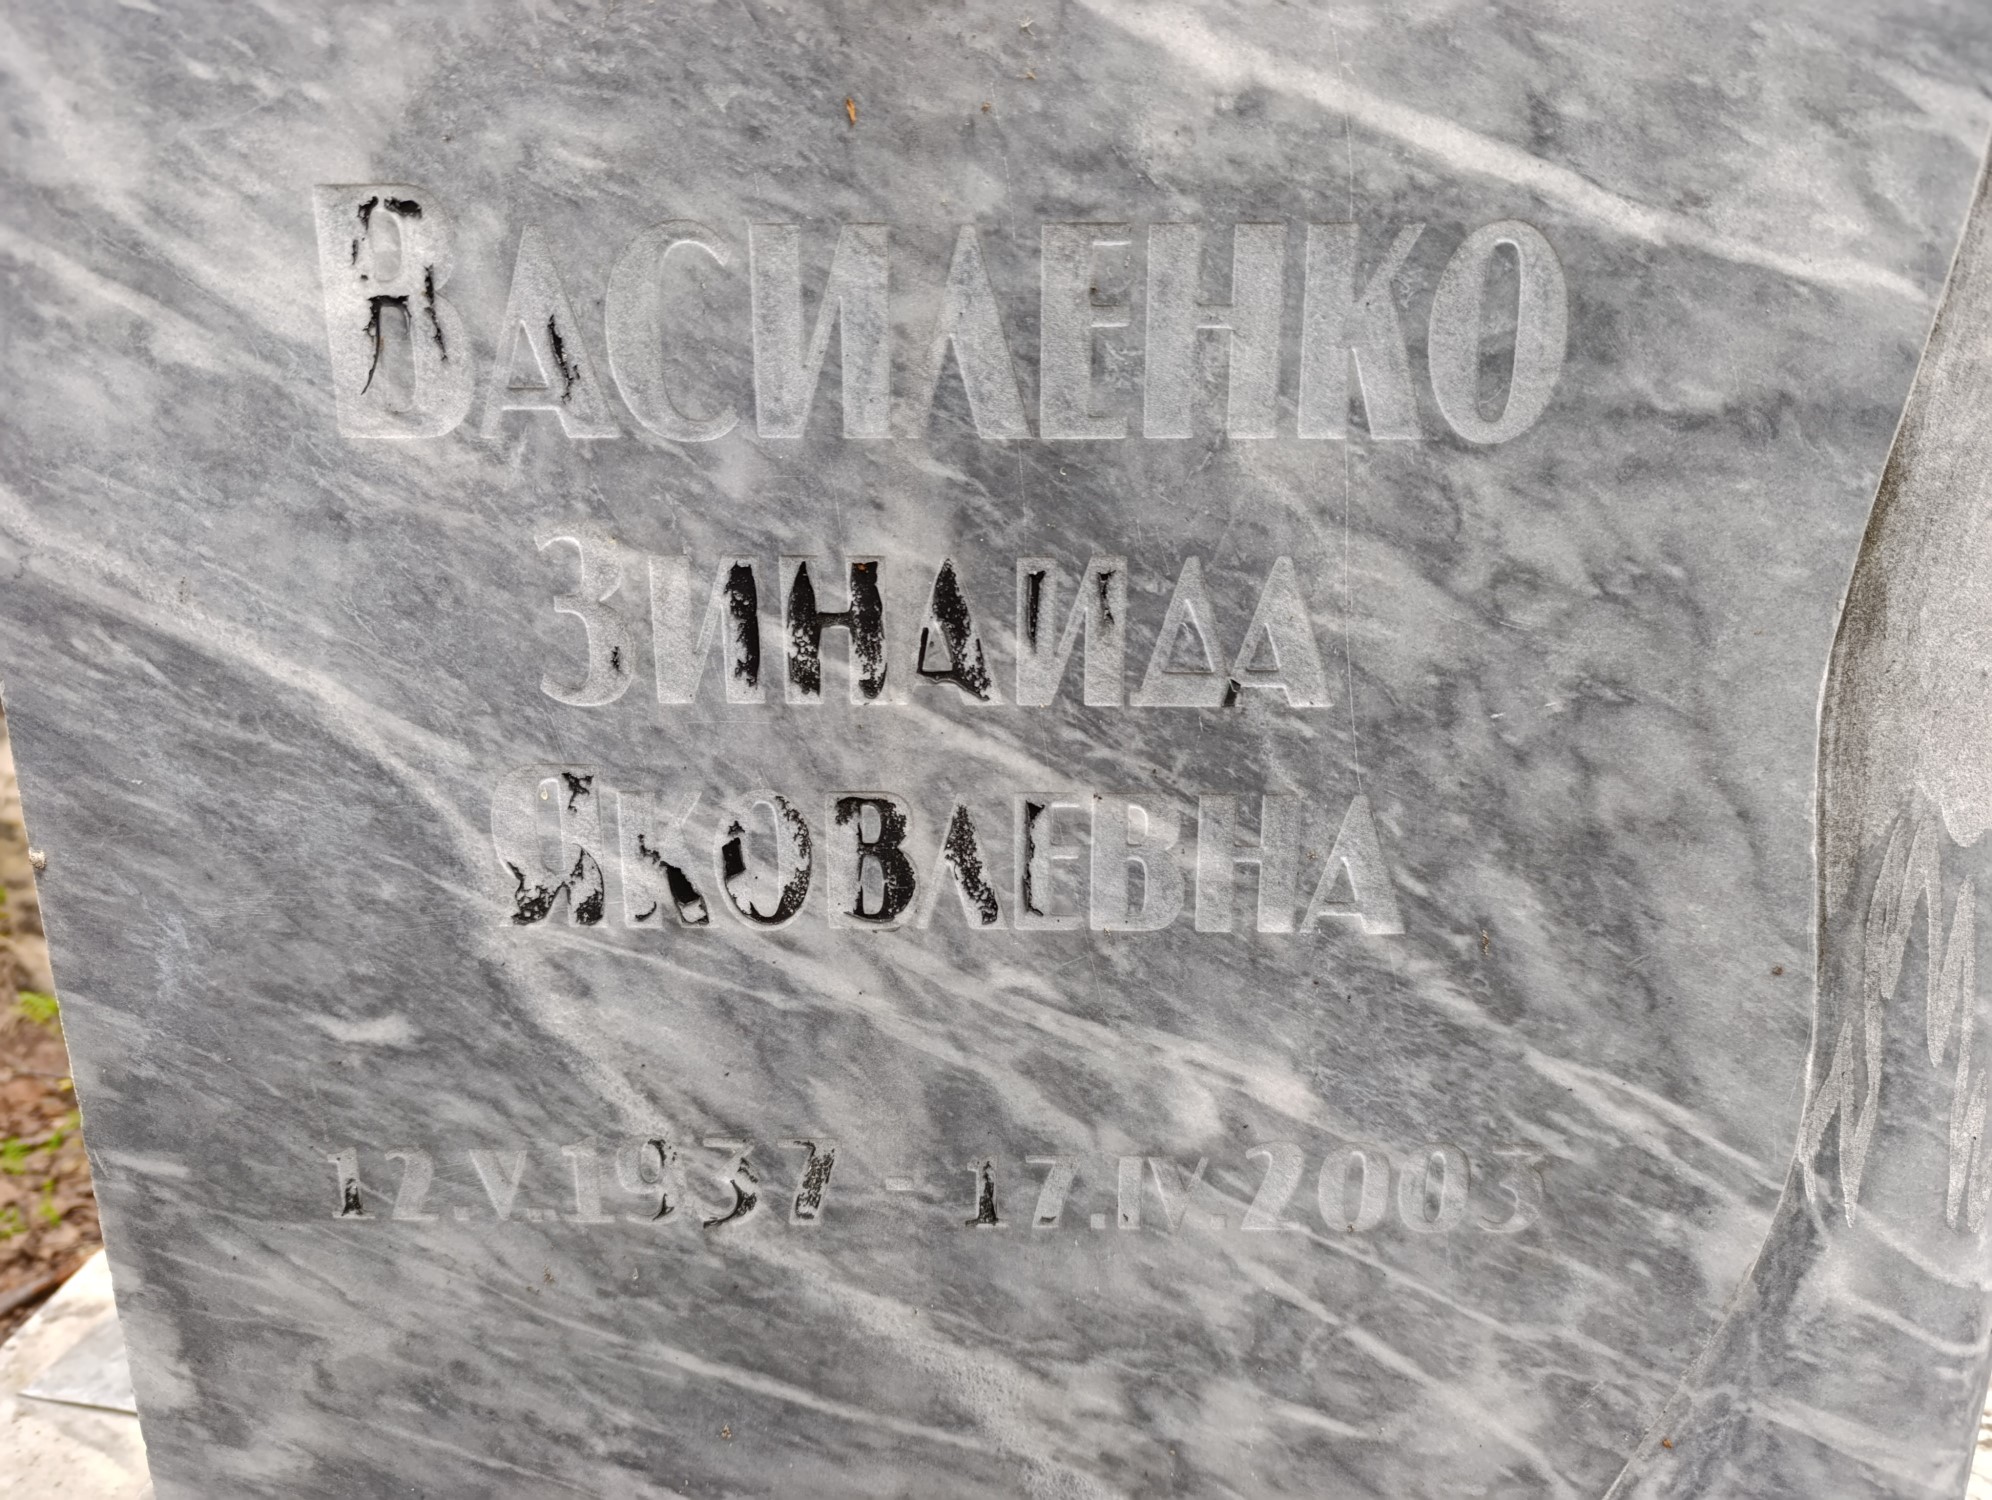 ВАСИЛЕНКО
ЗИНАИДА
ЯКОВЛЕВНА
12.V.1937 - 17.IV.2003